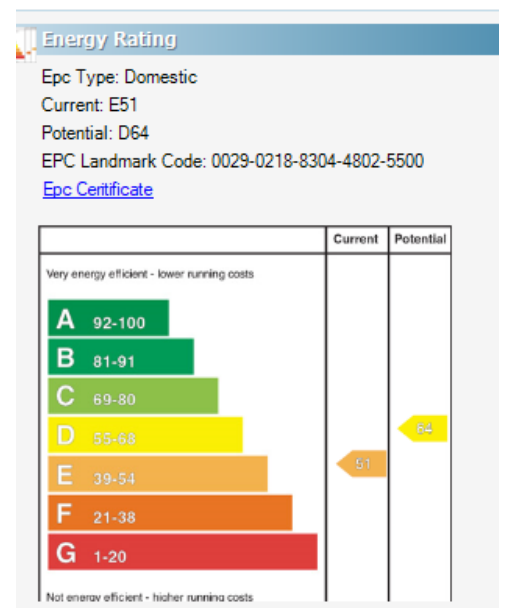 Energy Rating
Epc Type: Domestic
Current: E51
Potential: D64
EPC Landmark Code: 0029-0218-8304-4802-5500
Epc Ceritificate
Current Potential
Very energy efficient - lower running costs
A 92-100
B 81-91
C 69-80
D 55-68
64
E 39-54
51
F 21-38
G 1-20
Not energy efficient - higher running costs